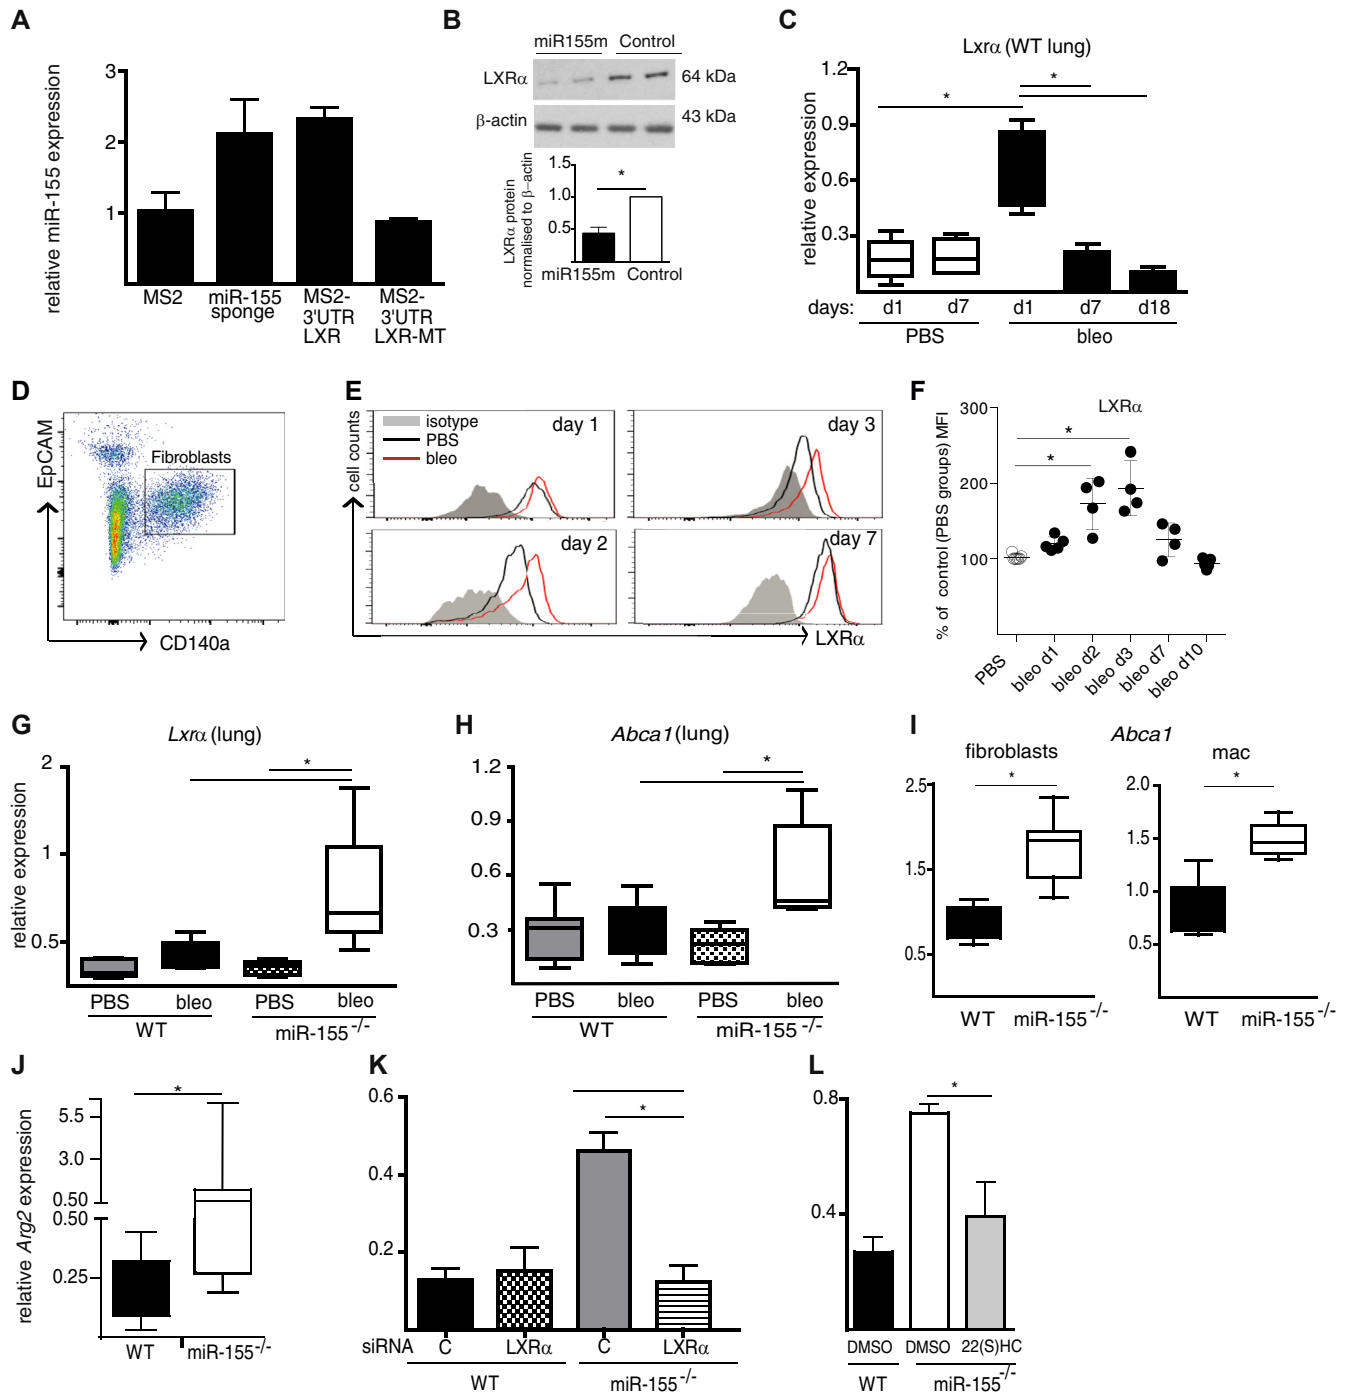 A
relative miR-155 expression
3
2
1
MS2
miR-155
sponge
MS2-
3'UTR
LXR
MS2-
3'UTR
LXR-MT
B
miR155m Control
LXRα
64 kDa
β-actin
43 kDa
LXRα protein
normalised to β-actin
1.5
1.0
0.5
*
miR155m Control
C
Lxrα (WT lung)
relative expression
1.2
0.9
0.6
0.3
*
*
days: d1 d7 d1 d7 d18
PBS bleo
D
EpCAM
Fibroblasts
CD140a
E
cell counts
isotype
PBS
bleo
day 1
day 3
day 2
day 7
LXRα
F
LXRα
% of control (PBS groups) MFI
300
200
100
*
*
PBS
bleo d1
bleo d2
bleo d3
bleo d7
bleo d10
G
Lxrα (lung)
relative expression
2
1
0.5
*
PBS bleo PBS bleo
WT miR-155-/-
H
Abca1 (lung)
1.2
0.9
0.6
0.3
*
PBS bleo PBS bleo
WT miR-155-/-
I
Abca1
fibroblasts
2.5
1.5
0.5
*
WT miR-155-/-
mac
2.0
1.5
1.0
0.5
*
WT miR-155-/-
J
relative Arg2 expression
5.5
3.0
0.50
0.50
0.25
*
WT miR-155-/-
K
0.6
0.4
0.2
*
siRNA C LXRα C LXRα
WT miR-155-/-
L
0.8
0.4
*
DMSO DMSO 22(S)HC
WT miR-155-/-